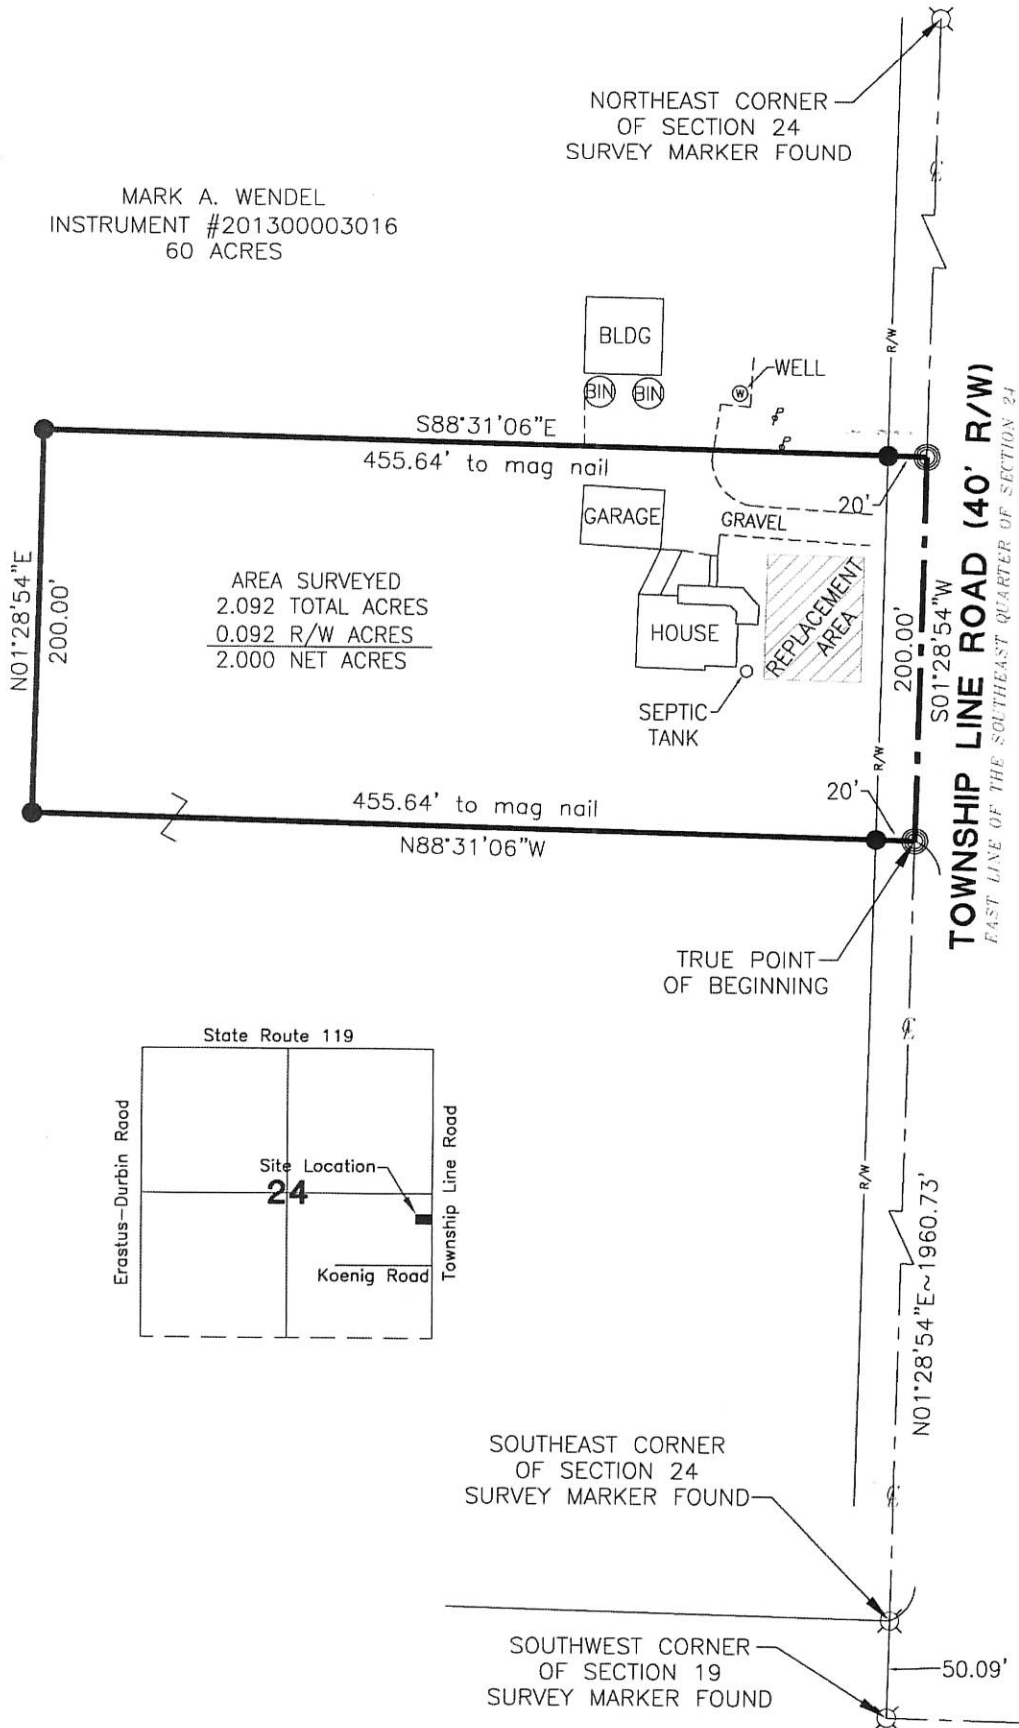 NORTHEAST CORNER
OF SECTION 24
SURVEY MARKER FOUND
MARK A. WENDEL
INSTRUMENT #201300003016
60 ACRES
BLDG
BIN
BIN
WELL
W
R/W
S88°31'06"E
455.64' to mag nail
20'
GARAGE
GRAVEL
N01°28'54"E
200.00'
AREA SURVEYED
2.092 TOTAL ACRES
0.092 R/W ACRES
2.000 NET ACRES
HOUSE
REPLACEMENT
AREA
SEPTIC
TANK
200.00'
S01°28'54"W
TOWNSHIP LINE ROAD (40' R/W)
EAST LINE OF THE SOUTHEAST QUARTER OF SECTION 24
R/W
455.64' to mag nail
20'
N88°31'06"W
TRUE POINT
OF BEGINNING
State Route 119
Erastus-Durbin Raod
Site Location
24
Koenig Road
Township Line Road
R/W
N01°28'54"E~1960.73'
SOUTHEAST CORNER
OF SECTION 24
SURVEY MARKER FOUND
SOUTHWEST CORNER
OF SECTION 19
SURVEY MARKER FOUND
50.09'